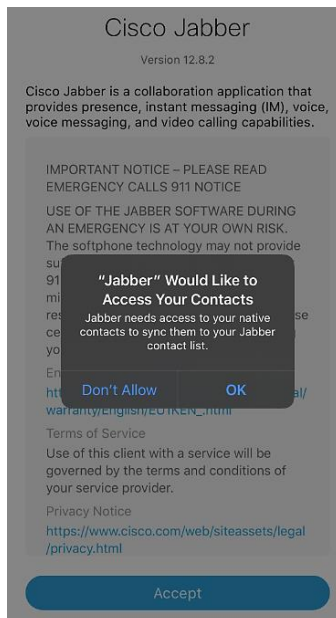 Cisco Jabber
Version 12.8.2
Cisco Jabber is a collaboration application that
provides presence, instant messaging (IM), voice,
voice messaging, and video calling capabilities.
IMPORTANT NOTICE – PLEASE READ
EMERGENCY CALLS 911 NOTICE
USE OF THE JABBER SOFTWARE DURING
AN EMERGENCY IS AT YOUR OWN RISK.
The softphone technology may not provide
“Jabber” Would Like to
Access Your Contacts
Jabber needs access to your native
contacts to sync them to your Jabber
contact list.
Don't Allow OK
warranty/English/EU1KEN_.html
Terms of Service
Use of this client with a service will be
governed by the terms and conditions of
your service provider.
Privacy Notice
https://www.cisco.com/web/siteassets/legal
/privacy.html
Accept